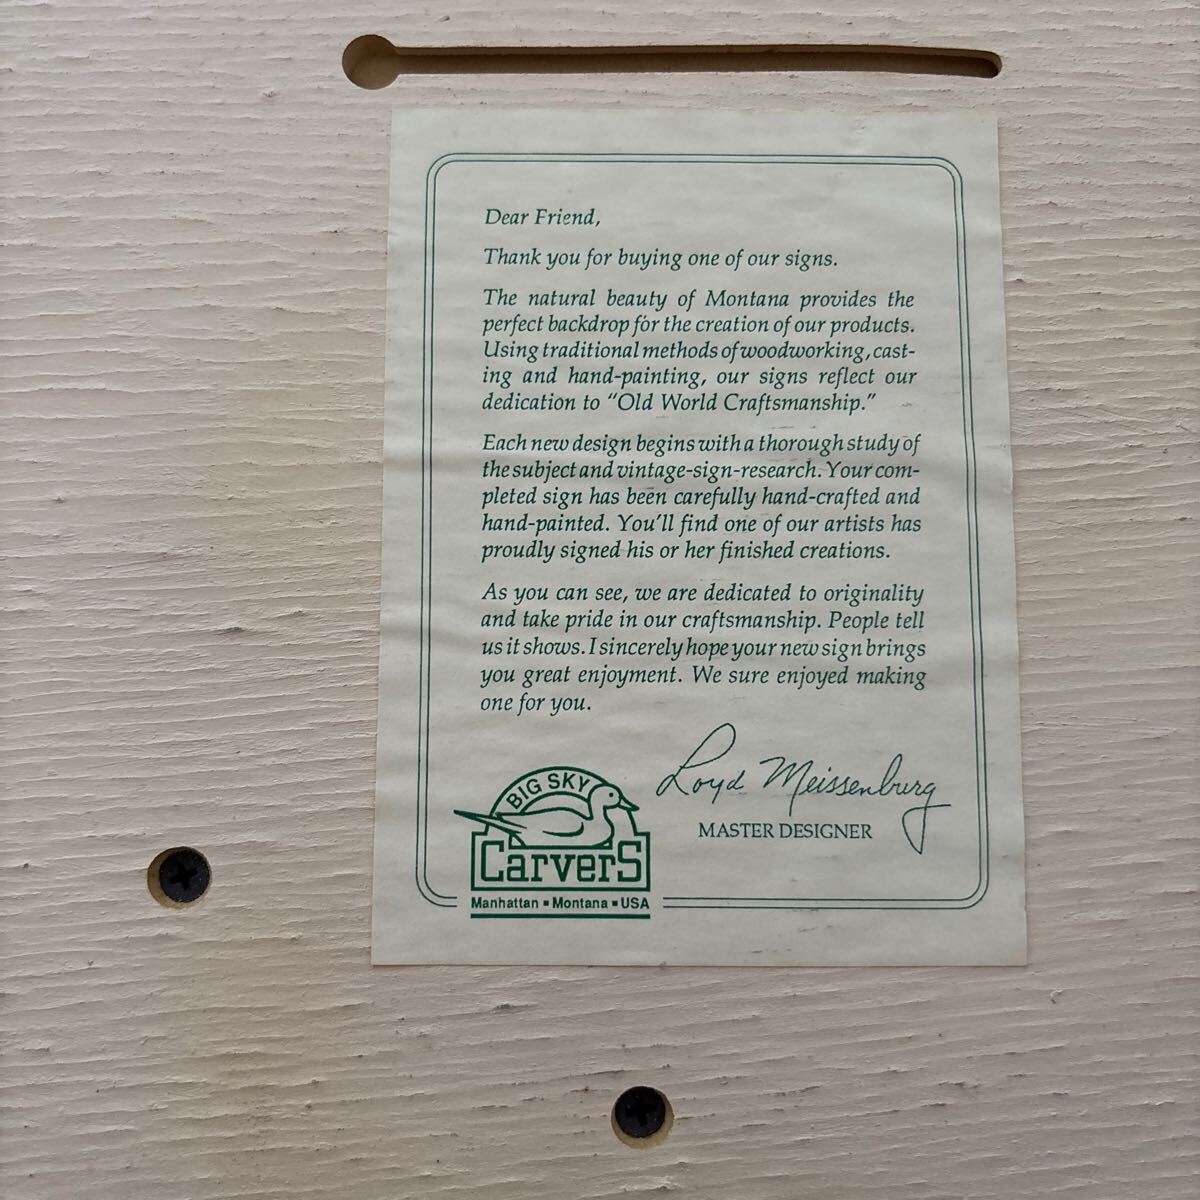 Dear Friend,
Thank you for buying one of our signs.
The natural beauty of Montana provides the
perfect backdrop for the creation of our products.
Using traditional methods of woodworking, cast-
ing and hand-painting, our signs reflect our
dedication to "Old World Craftsmanship."
Each new design begins with a thorough study of
the subject and vintage-sign-research. Your com-
pleted sign has been carefully hand-crafted and
hand-painted. You'll find one of our artists has
proudly signed his or her finished creations.
As you can see, we are dedicated to originality
and take pride in our craftsmanship. People tell
us it shows. I sincerely hope your new sign brings
you great enjoyment. We sure enjoyed making
one for you.
Loyd Meissenburg
MASTER DESIGNER
BIG SKY
CarverS
Manhattan ▪ Montana ▪ USA